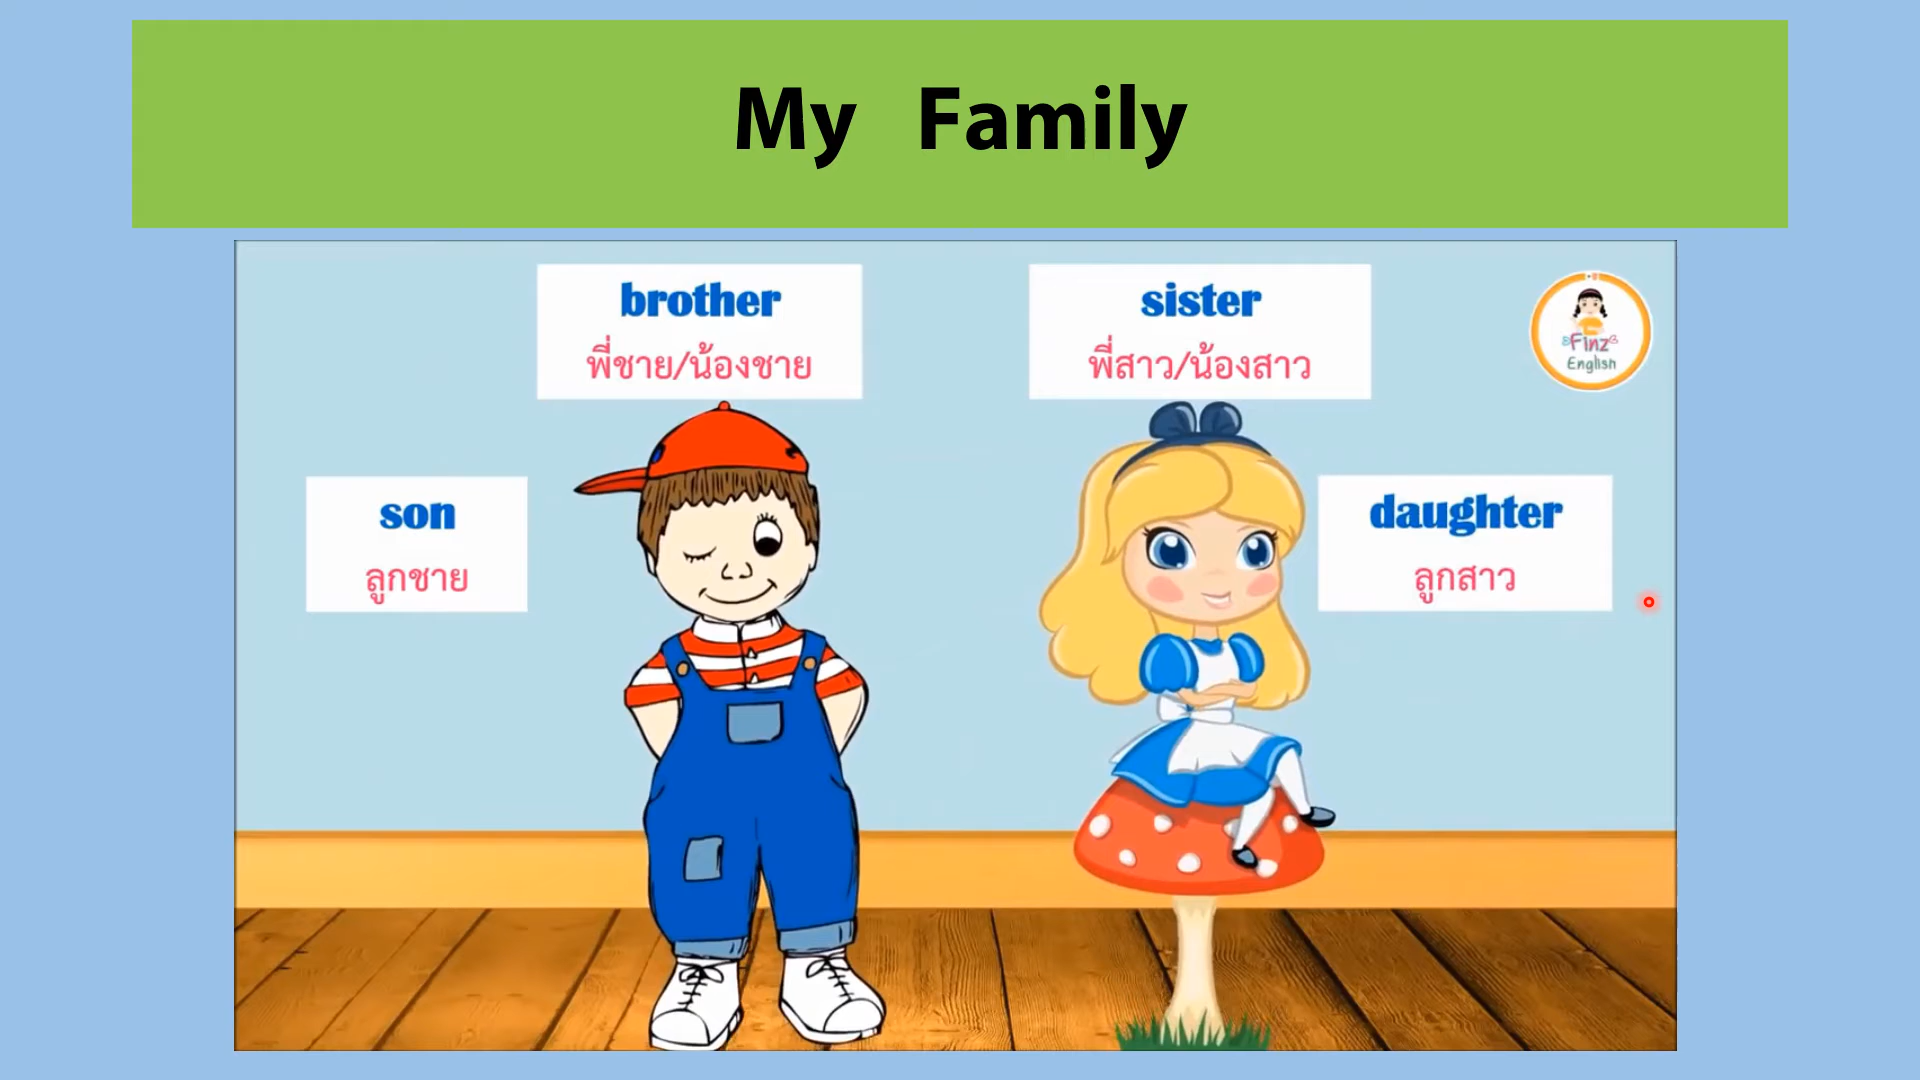 My Family
brother
พี่ชาย/น้องชาย
sister
พี่สาว/น้องสาว
Finz
English
son
ลูกชาย
daughter
ลูกสาว